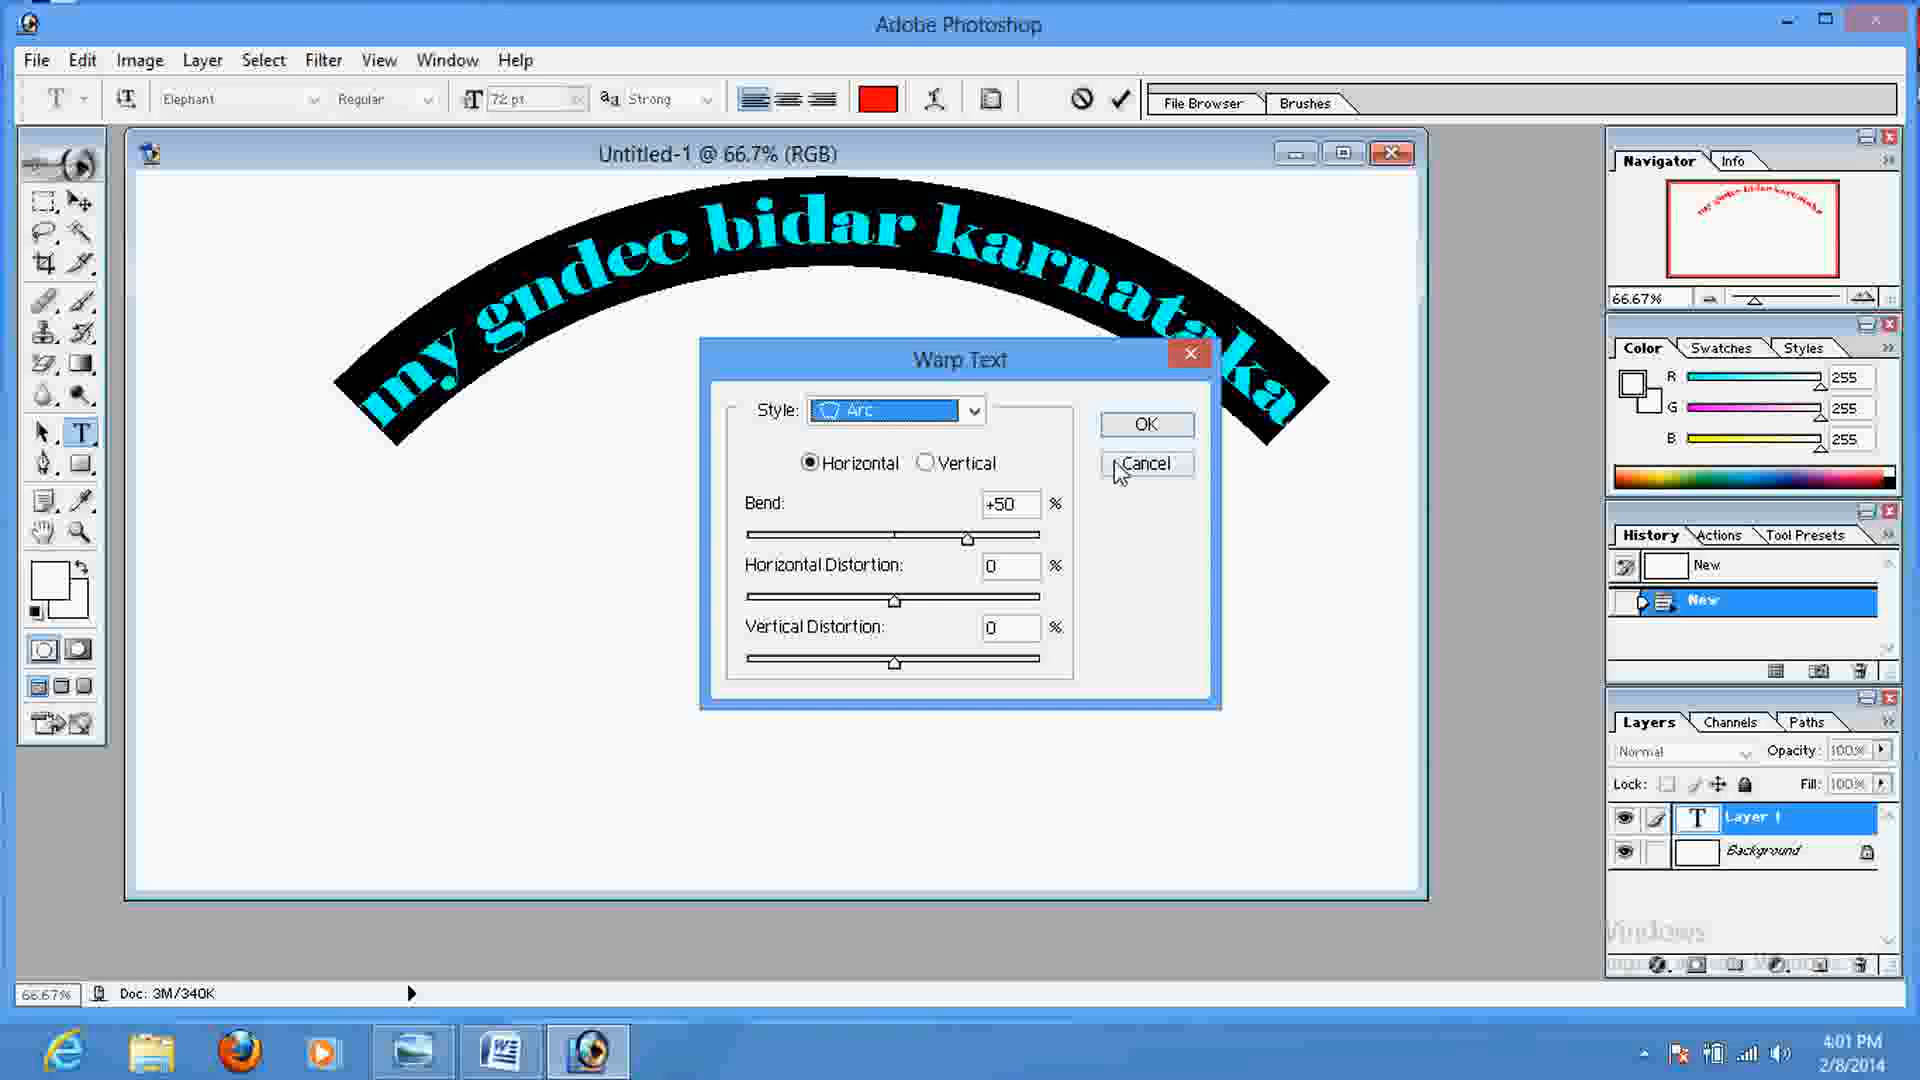 Adobe Photoshop
File Edit Image Layer Select Filter View Window Help
T Elephant Regular T 72 pt aa Strong File Browser Brushes
Untitled-1 @ 66.7% (RGB)
my gndec bidar karnataka
Warp Text
Style: Arc
OK
Horizontal Vertical
Cancel
Bend: +50 %
Horizontal Distortion: 0 %
Vertical Distortion: 0 %
Navigator Info
66.67%
Color Swatches Styles
R 255
G 255
B 255
History Actions Tool Presets
New
New
Layers Channels Paths
Normal Opacity: 100%
Lock: Fill: 100%
T Layer 1
Background
Windows
66.67% Doc: 3M/340K
4:01 PM
2/8/2014